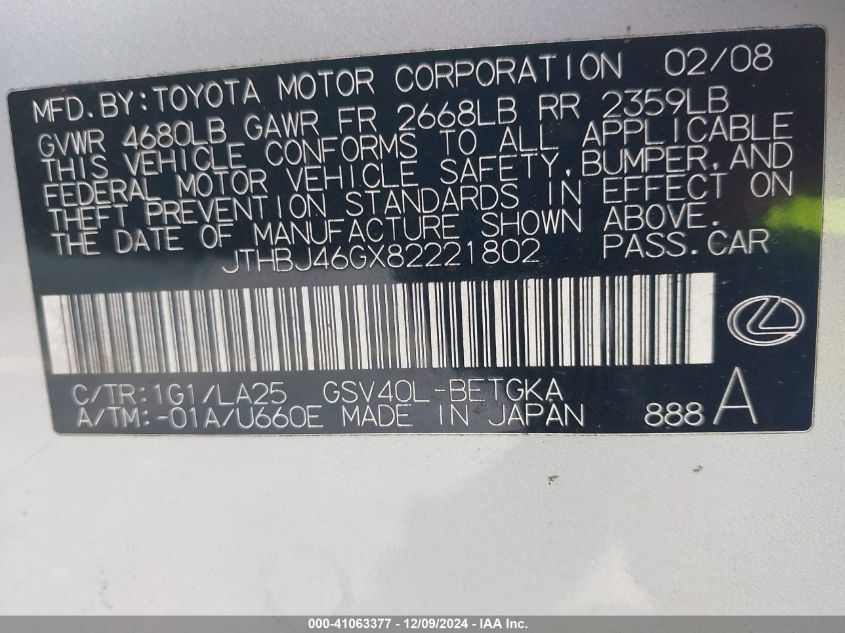 MFD.BY:TOYOTA MOTOR CORPORATION 02/08
GVWR 4680LB GAWR FR 2668LB RR 2359LB
THIS VEHICLE CONFORMS TO ALL APPLICABLE
FEDERAL MOTOR VEHICLE SAFETY,BUMPER,AND
THEFT PREVENTION STANDARDS IN EFFECT ON
THE DATE OF MANUFACTURE SHOWN ABOVE.
JTHBJ46GX82221802 PASS.CAR
C/TR:1G1/LA25 GSV40L-BETGKA
A/TM:-01A/U660E MADE IN JAPAN 888 A
000-41063377 - 12/09/2024 - IAA Inc.